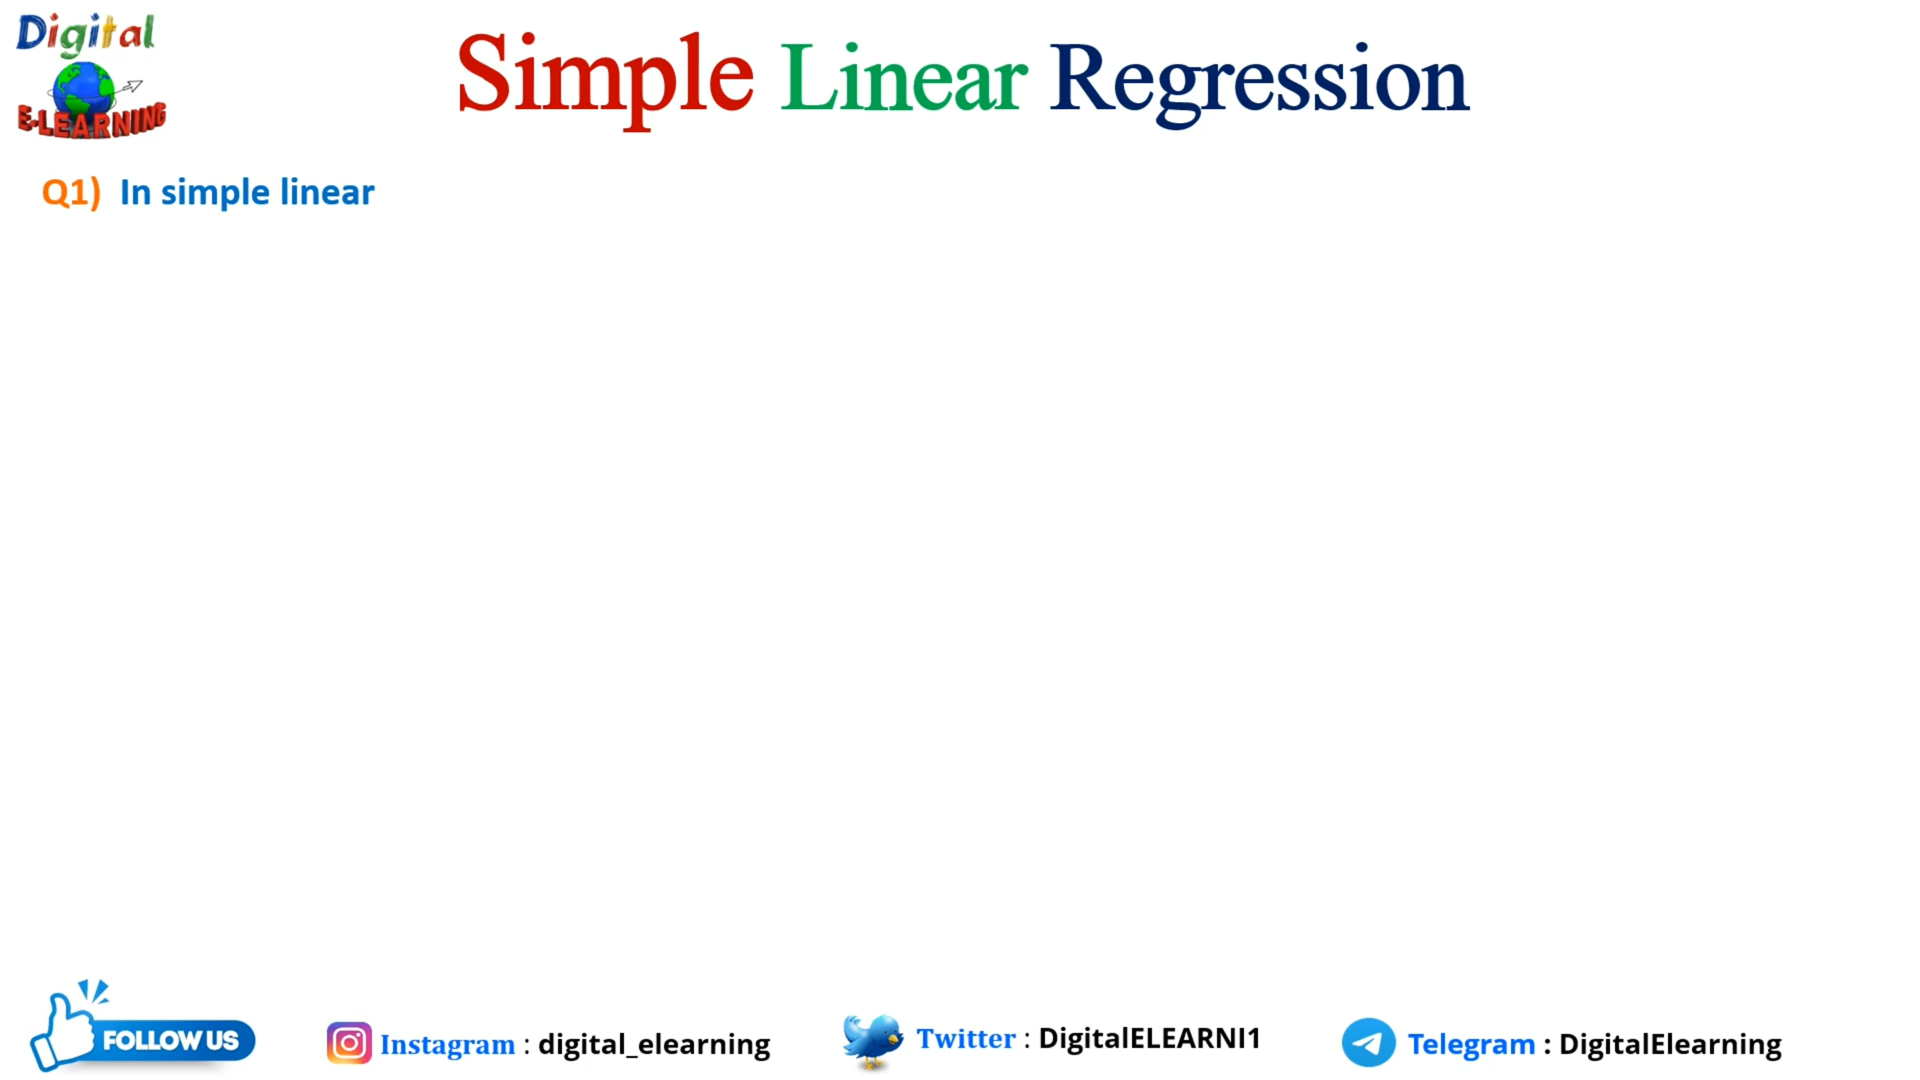 Digital
E-LEARNING
Simple Linear Regression
Q1) In simple linear
FOLLOW US
Instagram : digital_elearning
Twitter : DigitalELEARNI1
Telegram : DigitalElearning